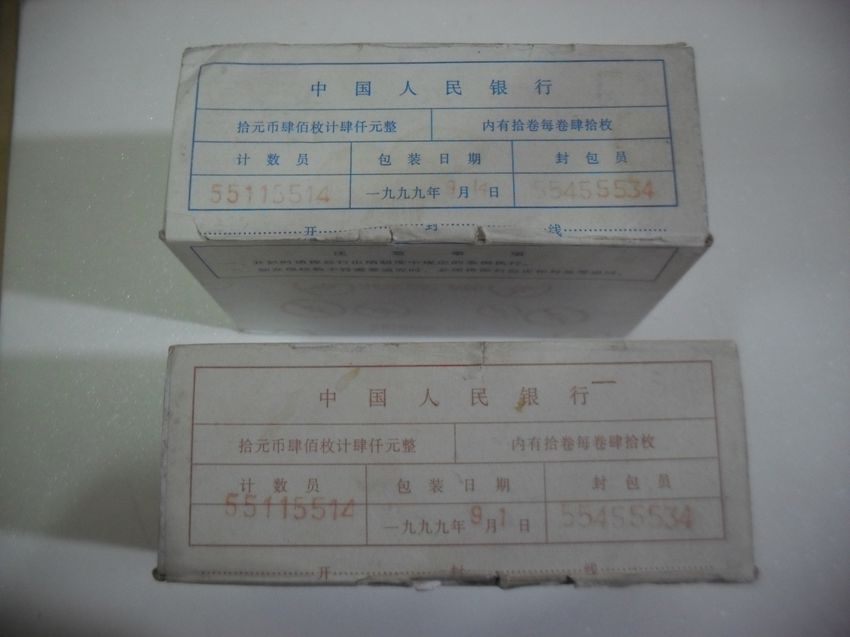 中国人民银行
拾元币肆佰枚计肆仟元整 内有拾卷每卷肆拾枚
计数员 包装日期 封包员
55115514 一九九九年9月14日 55455534
开封线
中国人民银行
拾元币肆佰枚计肆仟元整 内有拾卷每卷肆拾枚
计数员 包装日期 封包员
55115514 一九九九年9月1日 55455534
开封线